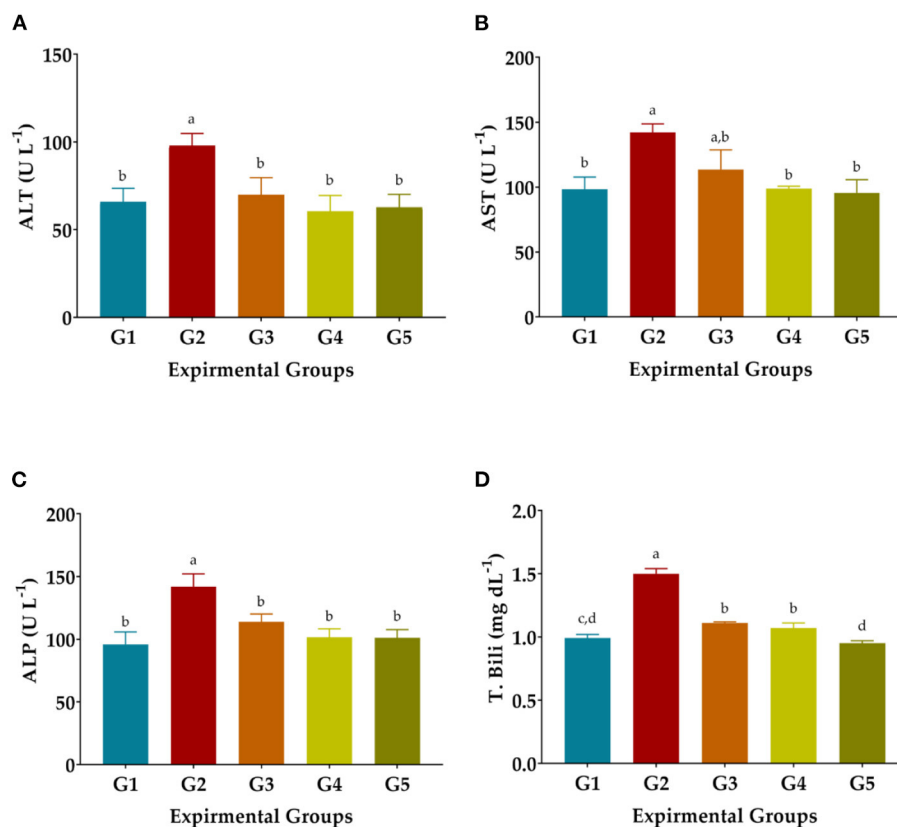 A
ALT (U L⁻¹)
150
100
50
0
b
a
b
b
b
G1 G2 G3 G4 G5
Expirmental Groups
B
AST (U L⁻¹)
200
150
100
50
0
b
a
a,b
b
b
G1 G2 G3 G4 G5
Expirmental Groups
C
ALP (U L⁻¹)
200
150
100
50
0
b
a
b
b
b
G1 G2 G3 G4 G5
Expirmental Groups
D
T. Bili (mg dL⁻¹)
2.0
1.5
1.0
0.5
0.0
c,d
a
b
b
d
G1 G2 G3 G4 G5
Expirmental Groups